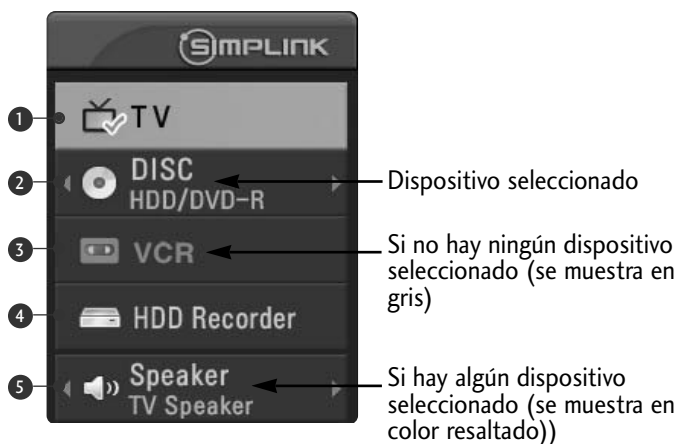 SIMPLINK
1 TV
2 DISC
HDD/DVD-R
Dispositivo seleccionado
3 VCR
Si no hay ningún dispositivo
seleccionado (se muestra en
gris)
4 HDD Recorder
5 Speaker
TV Speaker
Si hay algún dispositivo
seleccionado (se muestra en
color resaltado))